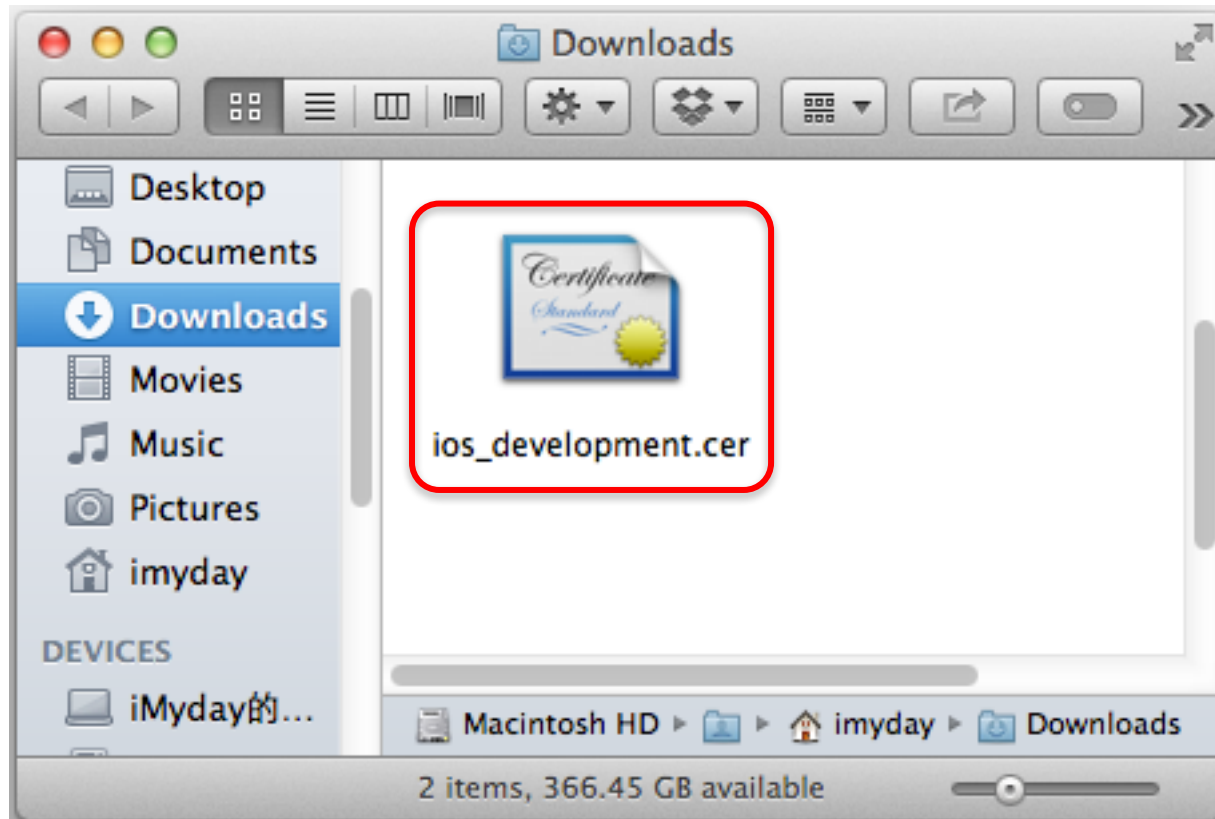 Downloads
Desktop
Documents
Downloads
Movies
Music
Pictures
imyday
DEVICES
iMyday的...
Certificate
Standard
ios_development.cer
Macintosh HD imyday Downloads
2 items, 366.45 GB available